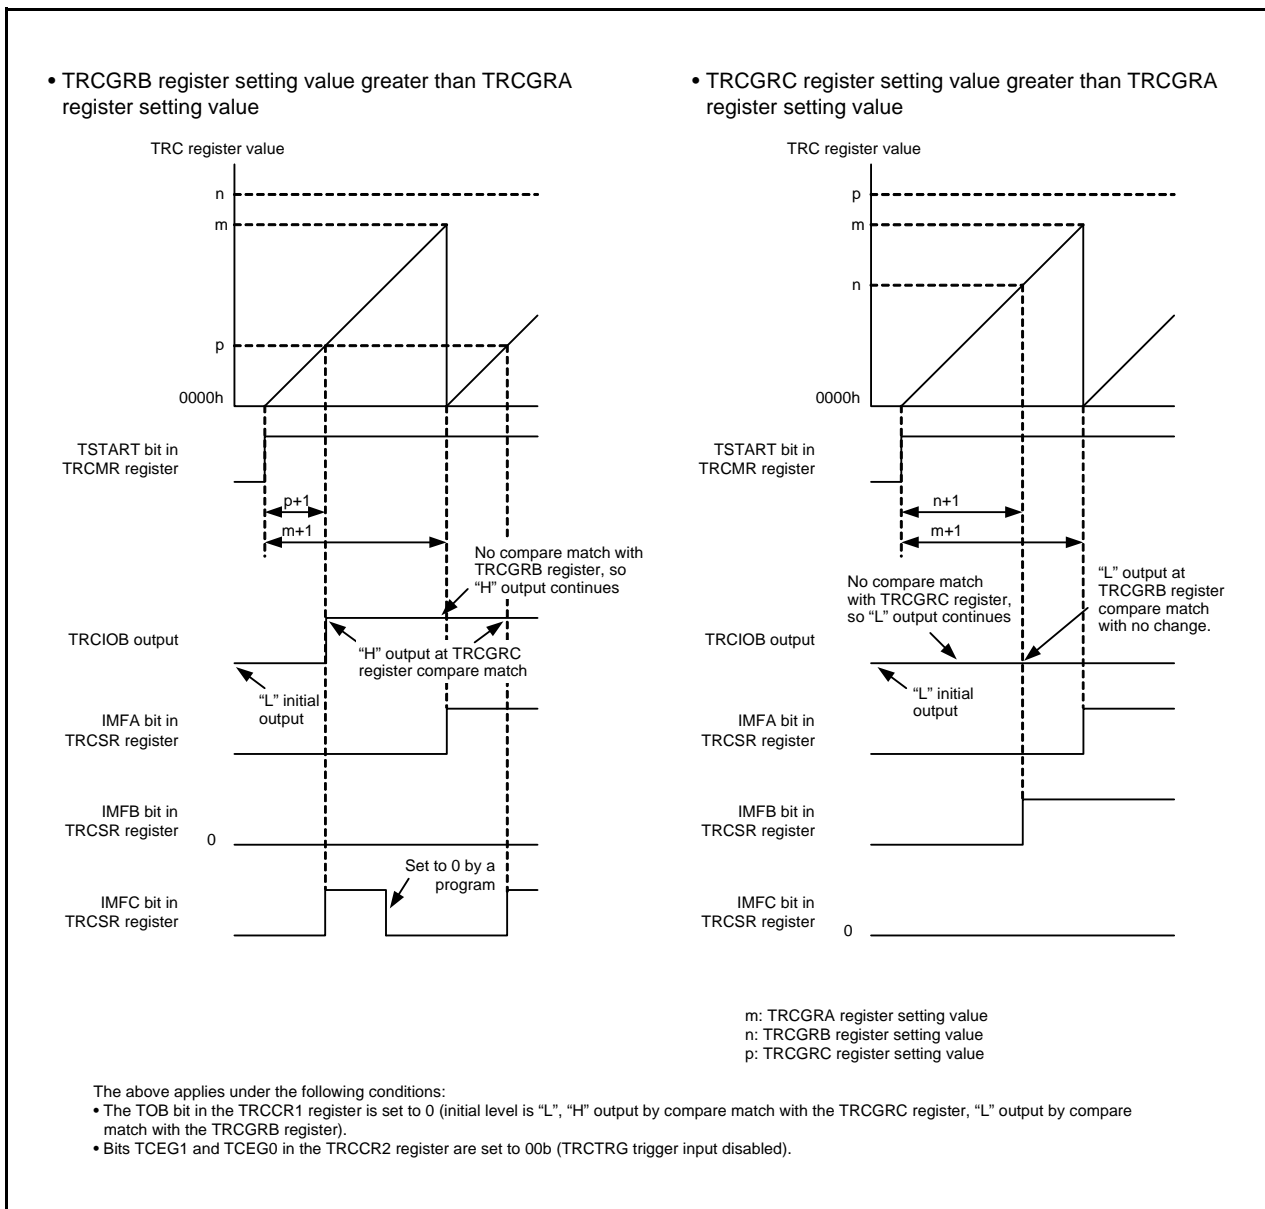 • TRCGRB register setting value greater than TRCGRA
register setting value
TRC register value
n
m
p
0000h
TSTART bit in
TRCMR register
p+1
m+1
No compare match with
TRCGRB register, so
“H” output continues
TRCIOB output
“H” output at TRCGRC
register compare match
“L” initial
output
IMFA bit in
TRCSR register
IMFB bit in
TRCSR register
0
Set to 0 by a
program
IMFC bit in
TRCSR register
• TRCGRC register setting value greater than TRCGRA
register setting value
TRC register value
p
m
n
0000h
TSTART bit in
TRCMR register
n+1
m+1
No compare match
with TRCGRC register,
so “L” output continues
“L” output at
TRCGRB register
compare match
with no change.
TRCIOB output
“L” initial
output
IMFA bit in
TRCSR register
IMFB bit in
TRCSR register
IMFC bit in
TRCSR register
0
m: TRCGRA register setting value
n: TRCGRB register setting value
p: TRCGRC register setting value
The above applies under the following conditions:
• The TOB bit in the TRCCR1 register is set to 0 (initial level is “L”, “H” output by compare match with the TRCGRC register, “L” output by compare
match with the TRCGRB register).
• Bits TCEG1 and TCEG0 in the TRCCR2 register are set to 00b (TRCTRG trigger input disabled).